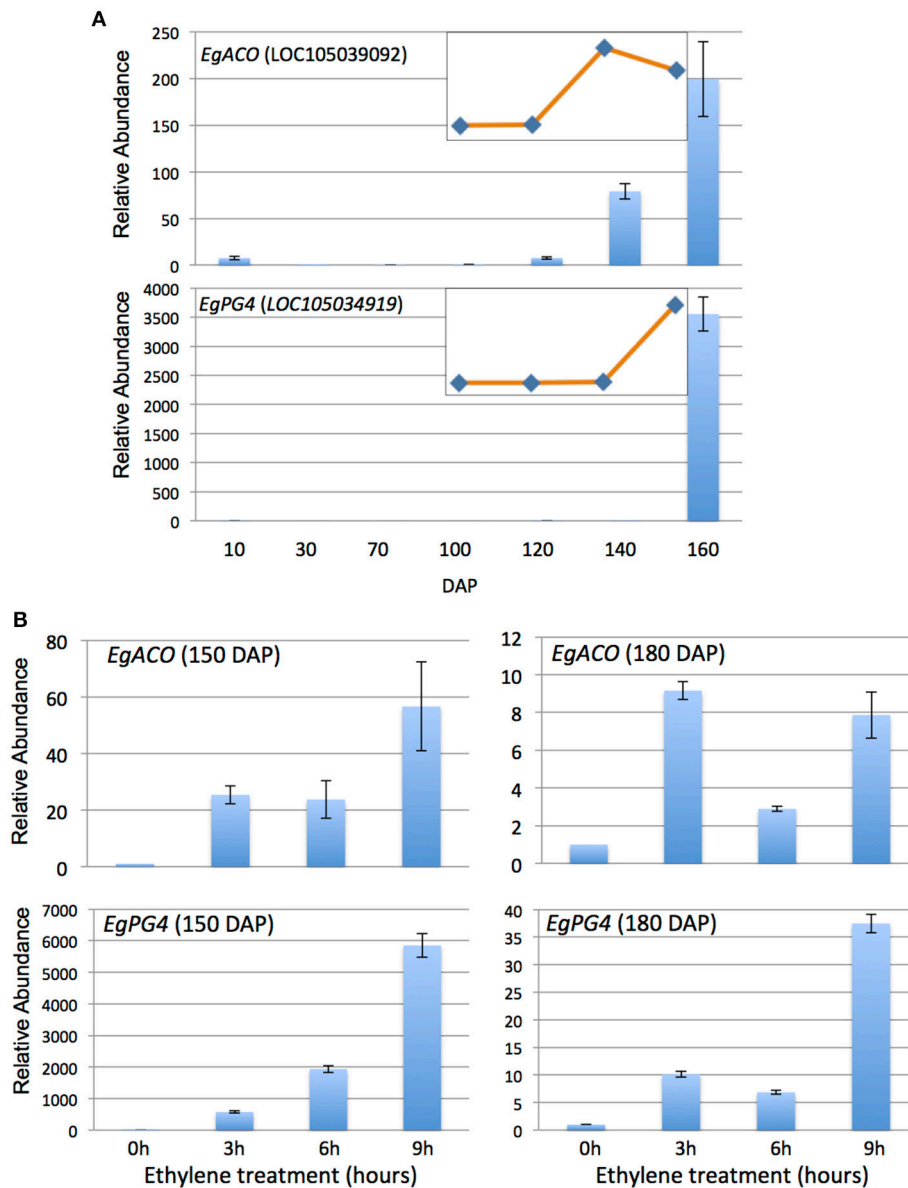 A
EgACO (LOC105039092)
Relative Abundance
250
200
150
100
50
0
EgPG4 (LOC105034919)
Relative Abundance
4000
3500
3000
2500
2000
1500
1000
500
0
10 30 70 100 120 140 160
DAP
B
EgACO (150 DAP)
Relative Abundance
80
60
40
20
0
EgACO (180 DAP)
12
10
8
6
4
2
0
EgPG4 (150 DAP)
Relative Abundance
7000
6000
5000
4000
3000
2000
1000
0
0h 3h 6h 9h
Ethylene treatment (hours)
EgPG4 (180 DAP)
40
35
30
25
20
15
10
5
0
0h 3h 6h 9h
Ethylene treatment (hours)